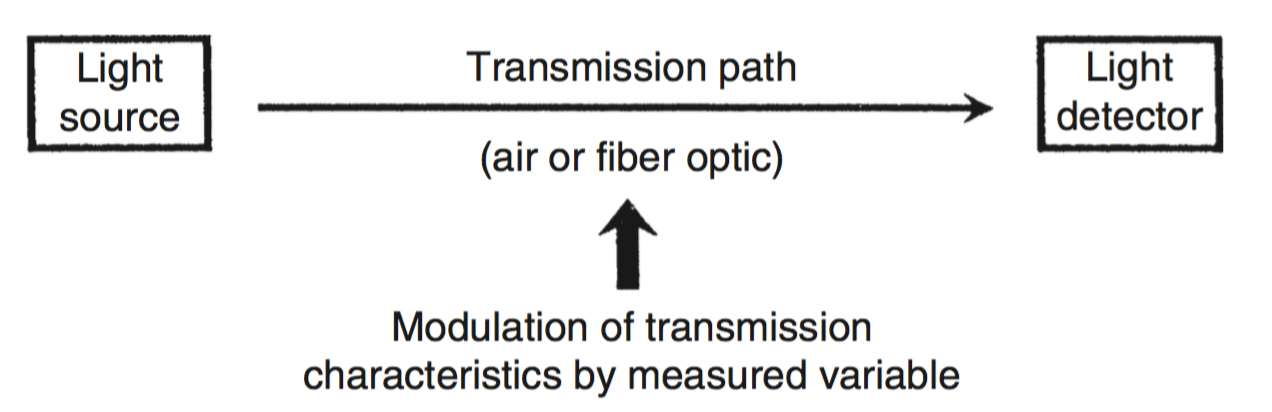 Light
source
Transmission path
(air or fiber optic)
Light
detector
Modulation of transmission
characteristics by measured variable